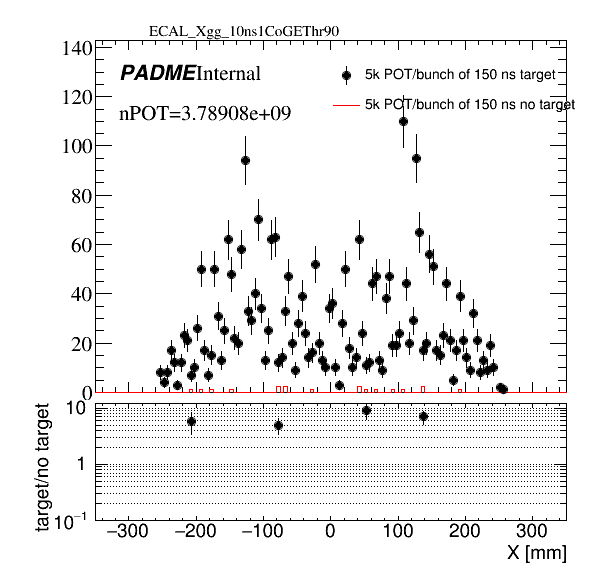 ECAL_Xgg_10ns1CoGEThr90
140
120
100
80
60
40
20
0
PADME Internal
nPOT=3.78908e+09
5k POT/bunch of 150 ns target
5k POT/bunch of 150 ns no target
target/no target
10
1
10⁻¹
−300 −200 −100 0 100 200 300
X [mm]